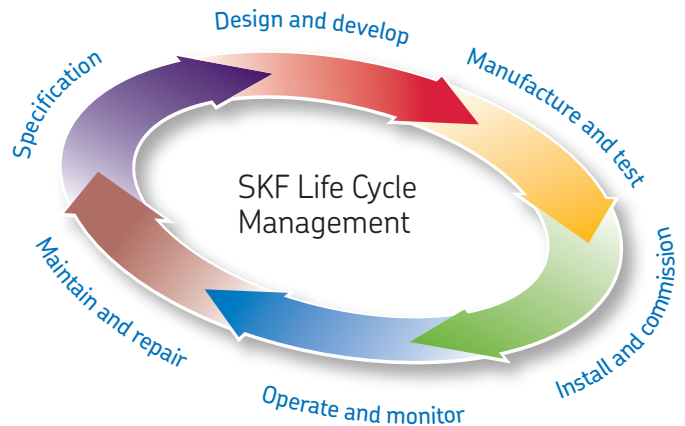 Design and develop
Manufacture and test
Specification
SKF Life Cycle
Management
Install and commission
Maintain and repair
Operate and monitor